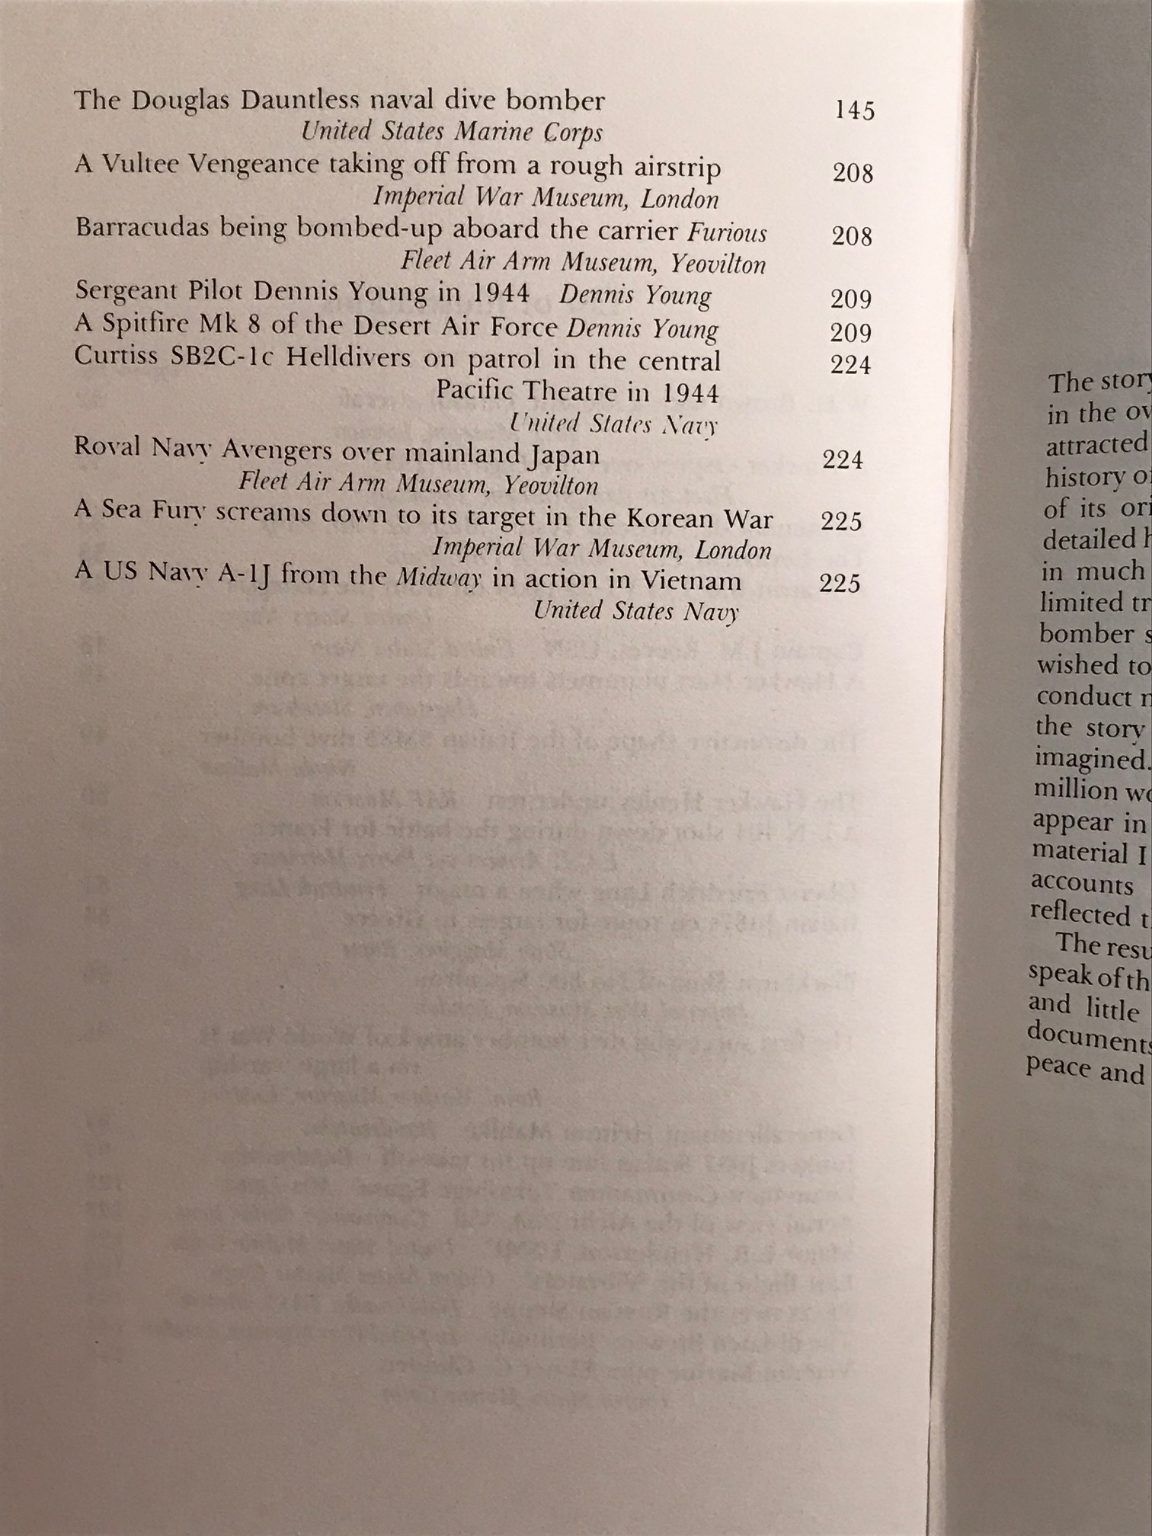 The Douglas Dauntless naval dive bomber 145
United States Marine Corps
A Vultee Vengeance taking off from a rough airstrip 208
Imperial War Museum, London
Barracudas being bombed-up aboard the carrier Furious 208
Fleet Air Arm Museum, Yeovilton
Sergeant Pilot Dennis Young in 1944 Dennis Young 209
A Spitfire Mk 8 of the Desert Air Force Dennis Young 209
Curtiss SB2C-1c Helldivers on patrol in the central 224
Pacific Theatre in 1944
United States Navy
Royal Navy Avengers over mainland Japan 224
Fleet Air Arm Museum, Yeovilton
A Sea Fury screams down to its target in the Korean War 225
Imperial War Museum, London
A US Navy A-1J from the Midway in action in Vietnam 225
United States Navy
The story
in the
attracted
history of
of its
detailed
in much
limited
bomber
wished to
conduct
the story
imagined.
million
appear in
material I
accounts
reflected
The
speak of
and little
documents
peace and